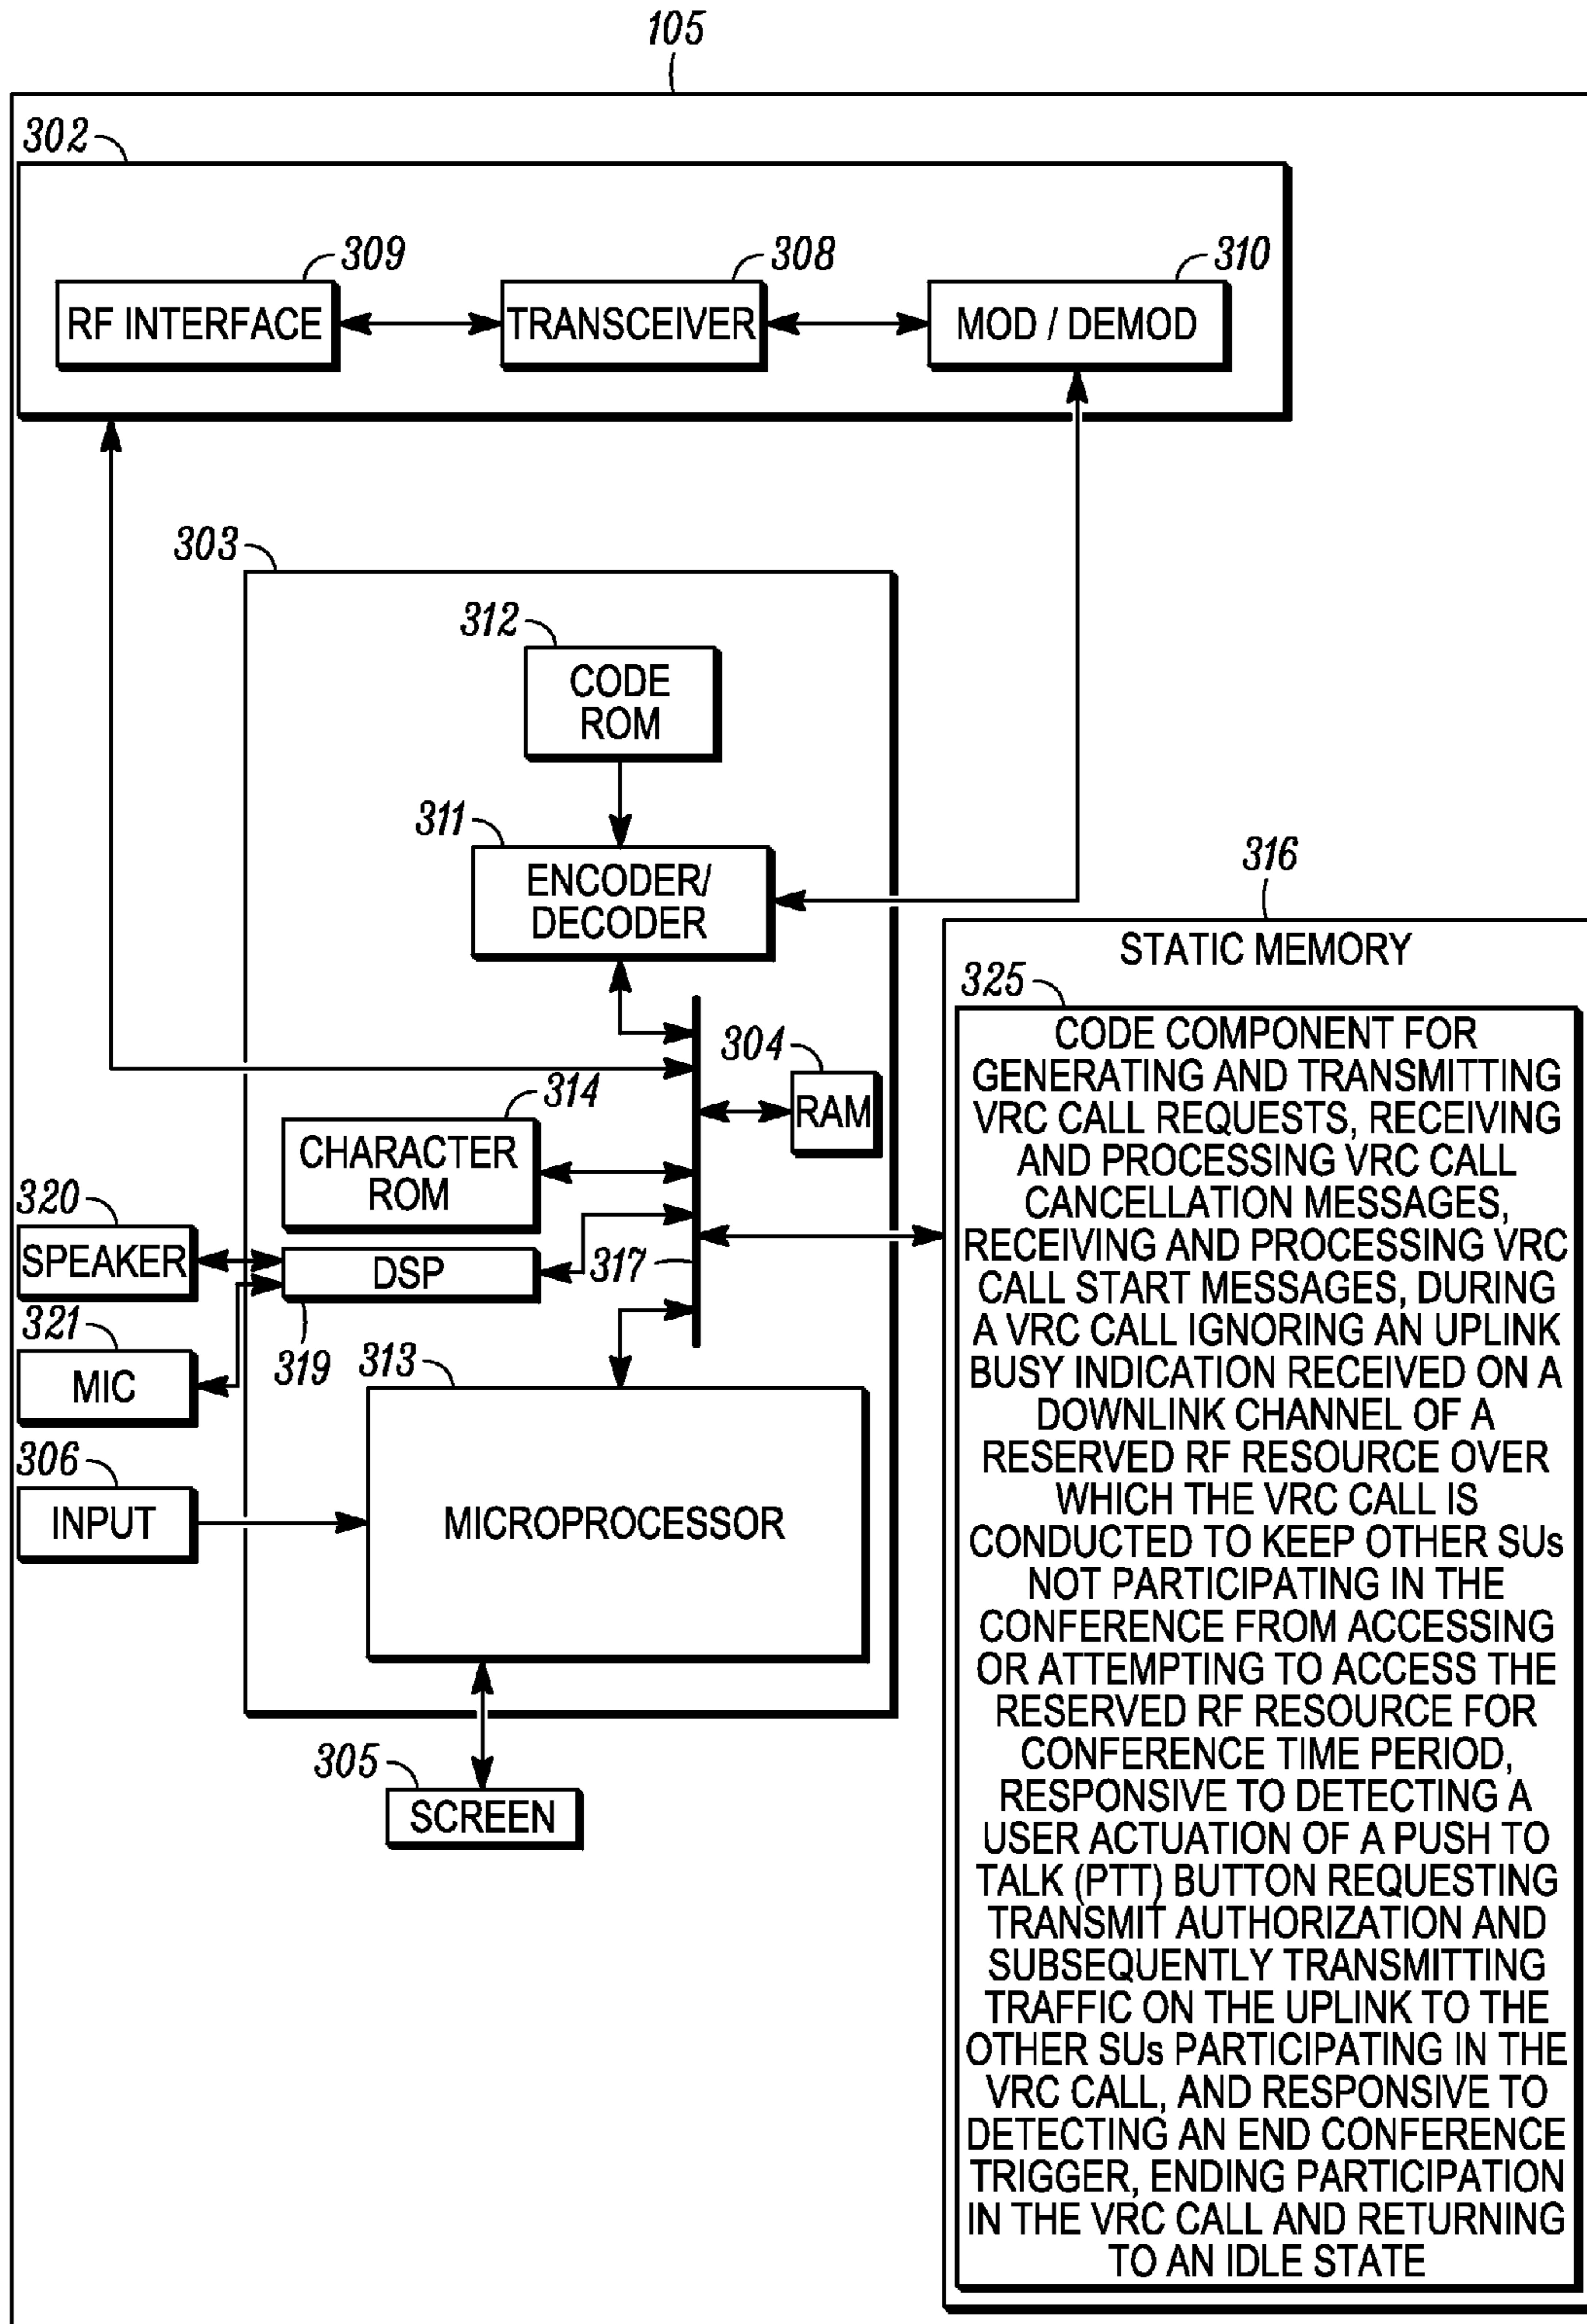 105
302
309
308
310
RF INTERFACE
TRANSCEIVER
MOD / DEMOD
303
312
CODE
ROM
311
ENCODER/
DECODER
316
STATIC MEMORY
325
CODE COMPONENT FOR
GENERATING AND TRANSMITTING
VRC CALL REQUESTS, RECEIVING
AND PROCESSING VRC CALL
CANCELLATION MESSAGES,
RECEIVING AND PROCESSING VRC
CALL START MESSAGES, DURING
A VRC CALL IGNORING AN UPLINK
BUSY INDICATION RECEIVED ON A
DOWNLINK CHANNEL OF A
RESERVED RF RESOURCE OVER
WHICH THE VRC CALL IS
CONDUCTED TO KEEP OTHER SUs
NOT PARTICIPATING IN THE
CONFERENCE FROM ACCESSING
OR ATTEMPTING TO ACCESS THE
RESERVED RF RESOURCE FOR
CONFERENCE TIME PERIOD,
RESPONSIVE TO DETECTING A
USER ACTUATION OF A PUSH TO
TALK (PTT) BUTTON REQUESTING
TRANSMIT AUTHORIZATION AND
SUBSEQUENTLY TRANSMITTING
TRAFFIC ON THE UPLINK TO THE
OTHER SUs PARTICIPATING IN THE
VRC CALL, AND RESPONSIVE TO
DETECTING AN END CONFERENCE
TRIGGER, ENDING PARTICIPATION
IN THE VRC CALL AND RETURNING
TO AN IDLE STATE
304
RAM
314
CHARACTER
ROM
320
SPEAKER
DSP
317
321
MIC
319
313
MICROPROCESSOR
306
INPUT
305
SCREEN